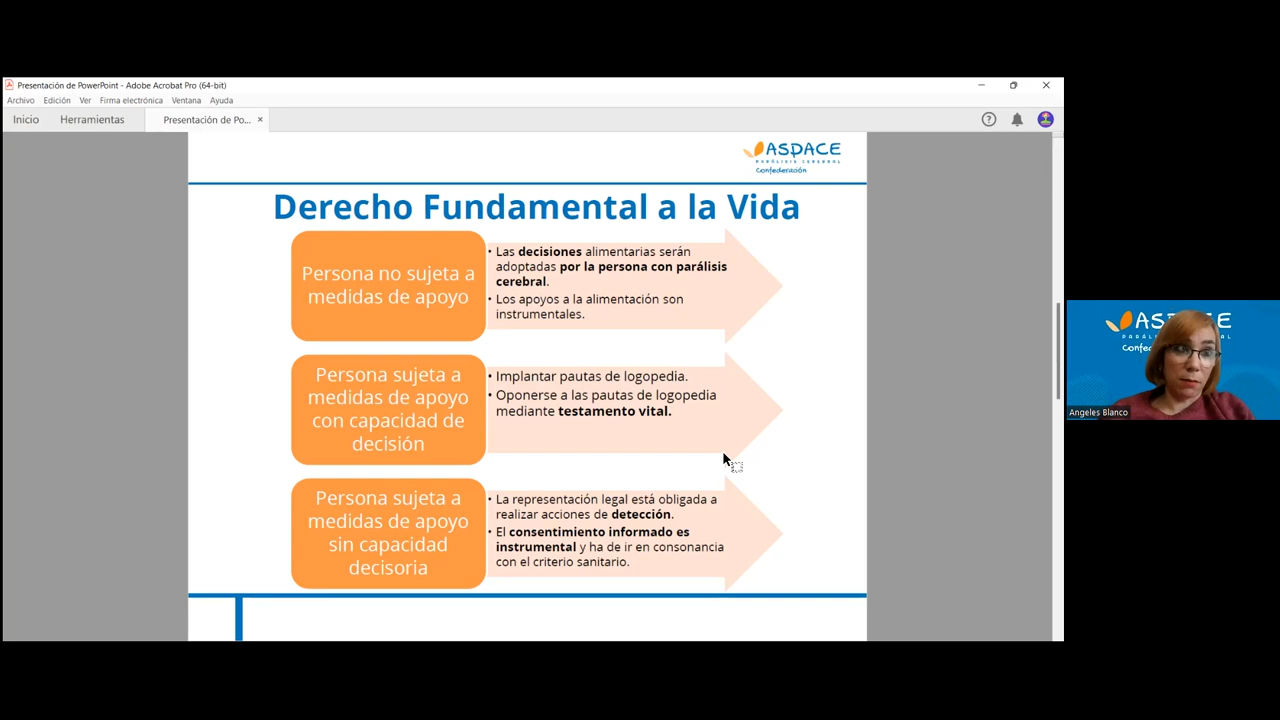 Presentación de PowerPoint - Adobe Acrobat Pro (64-bit)
Archivo Edición Ver Firma electrónica Ventana Ayuda
Inicio Herramientas Presentación de Po... ×
ASPACE
PARÁLISIS CEREBRAL
Confederación
Derecho Fundamental a la Vida
Persona no sujeta a
medidas de apoyo
• Las decisiones alimentarias serán
adoptadas por la persona con parálisis
cerebral.
• Los apoyos a la alimentación son
instrumentales.
Persona sujeta a
medidas de apoyo
con capacidad de
decisión
• Implantar pautas de logopedia.
• Oponerse a las pautas de logopedia
mediante testamento vital.
Persona sujeta a
medidas de apoyo
sin capacidad
decisoria
• La representación legal está obligada a
realizar acciones de detección.
• El consentimiento informado es
instrumental y ha de ir en consonancia
con el criterio sanitario.
Angeles Blanco